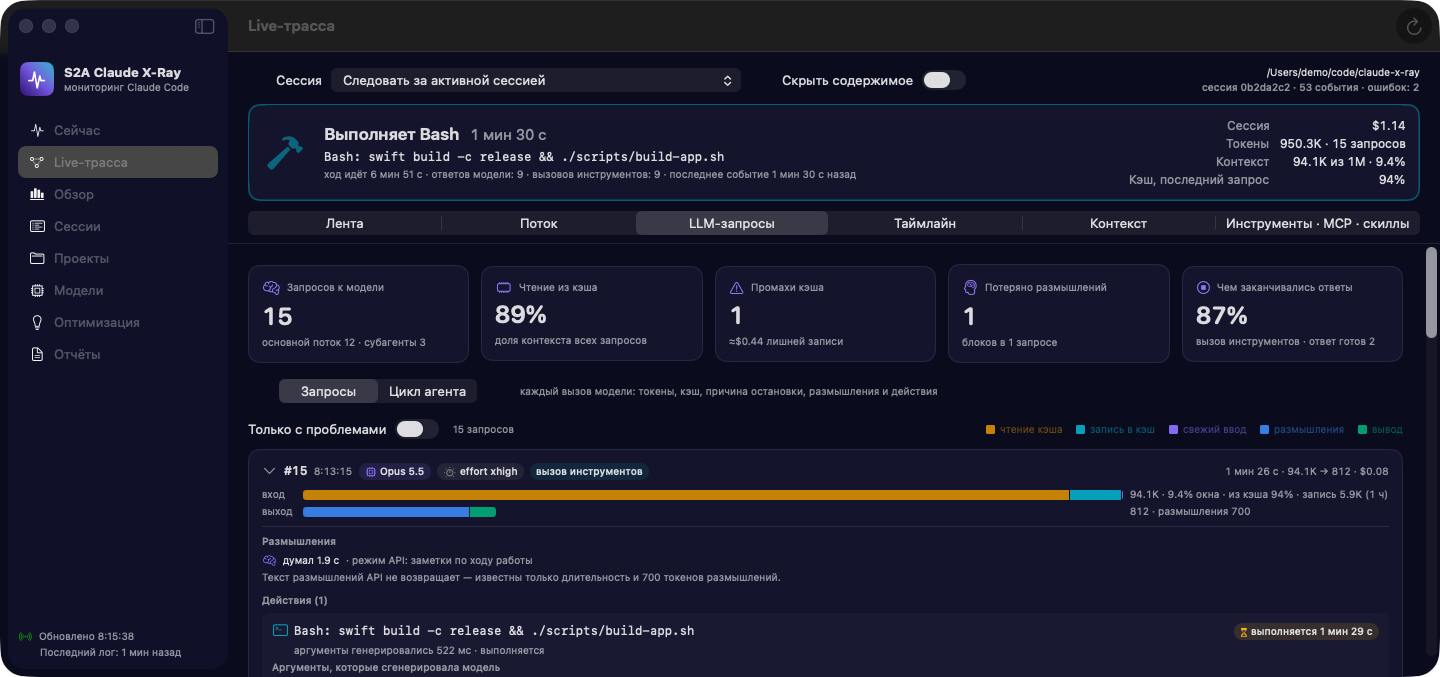 Live-трасса
S2A Claude X-Ray
мониторинг Claude Code
Сейчас
Live-трасса
Обзор
Сессии
Проекты
Модели
Оптимизация
Отчёты
Обновлено 8:15:38
Последний лог: 1 мин назад
Сессия
Следовать за активной сессией
Скрыть содержимое
/Users/demo/code/claude-x-ray
сессия 0b2da2c2 · 53 события · ошибок: 2
Выполняет Bash 1 мин 30 с
Bash: swift build -c release && ./scripts/build-app.sh
ход идёт 6 мин 51 с · ответов модели: 9 · вызовов инструментов: 9 · последнее событие 1 мин 30 с назад
Сессия $1.14
Токены 950.3K · 15 запросов
Контекст 94.1K из 1M · 9.4%
Кэш, последний запрос 94%
Лента
Поток
LLM-запросы
Таймлайн
Контекст
Инструменты · MCP · скиллы
Запросов к модели
15
основной поток 12 · субагенты 3
Чтение из кэша
89%
доля контекста всех запросов
Промахи кэша
1
≈$0.44 лишней записи
Потеряно размышлений
1
блоков в 1 запросе
Чем заканчивались ответы
87%
вызов инструментов · ответ готов 2
Запросы
Цикл агента
каждый вызов модели: токены, кэш, причина остановки, размышления и действия
Только с проблемами
15 запросов
чтение кэша
запись в кэш
свежий ввод
размышления
вывод
#15 8:13:15 Opus 5.5 effort xhigh вызов инструментов
1 мин 26 с · 94.1K → 812 · $0.08
вход
94.1K · 9.4% окна · из кэша 94% · запись 5.9K (1 ч)
выход
812 · размышления 700
Размышления
думал 1.9 с · режим API: заметки по ходу работы
Текст размышлений API не возвращает — известны только длительность и 700 токенов размышлений.
Действия (1)
Bash: swift build -c release && ./scripts/build-app.sh
выполняется 1 мин 29 с
аргументы генерировались 522 мс · выполняется
Аргументы, которые сгенерировала модель